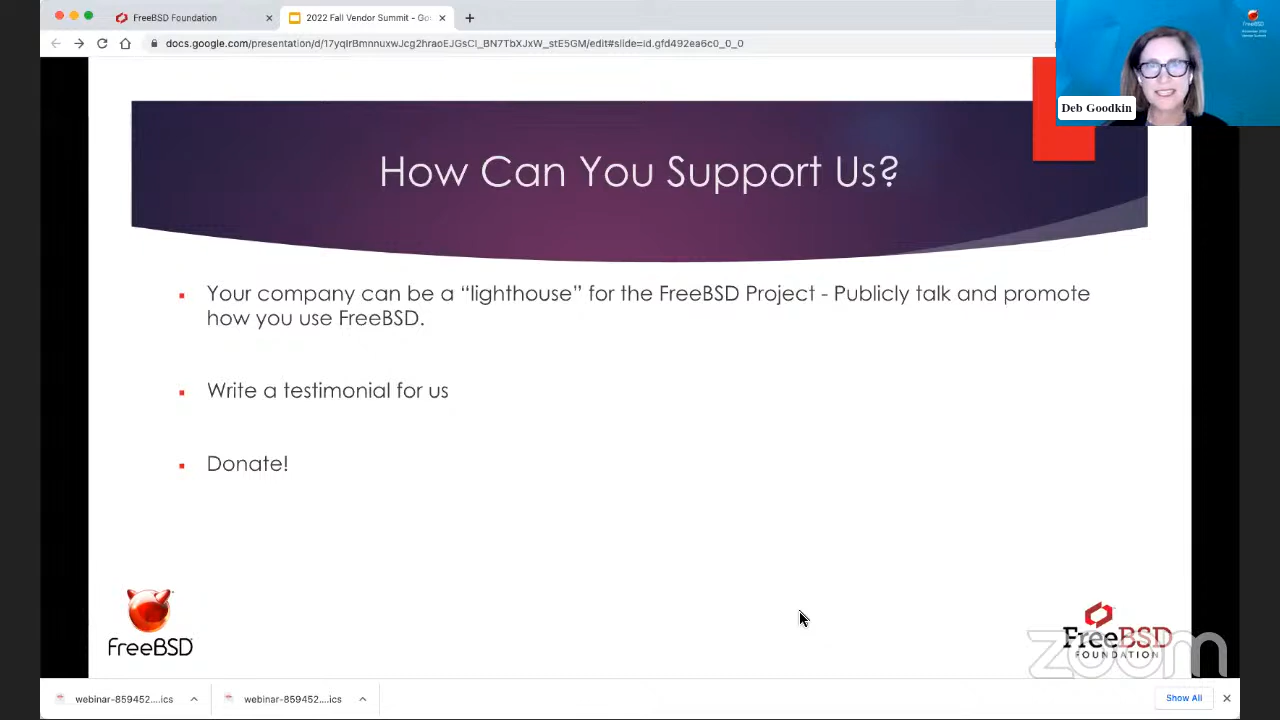 FreeBSD Foundation
2022 Fall Vendor Summit - Go
docs.google.com/presentation/d/17yqIrBmnnuxwJcg2hraoEJGsCl_BN7TbXJxW_stE5GM/edit#slide=id.gfd492ea6c0_0_0
Deb Goodkin
How Can You Support Us?
Your company can be a “lighthouse” for the FreeBSD Project - Publicly talk and promote
how you use FreeBSD.
Write a testimonial for us
Donate!
FreeBSD
FreeBSD
FOUNDATION
zoom
webinar-859452....ics
webinar-859452....ics
Show All